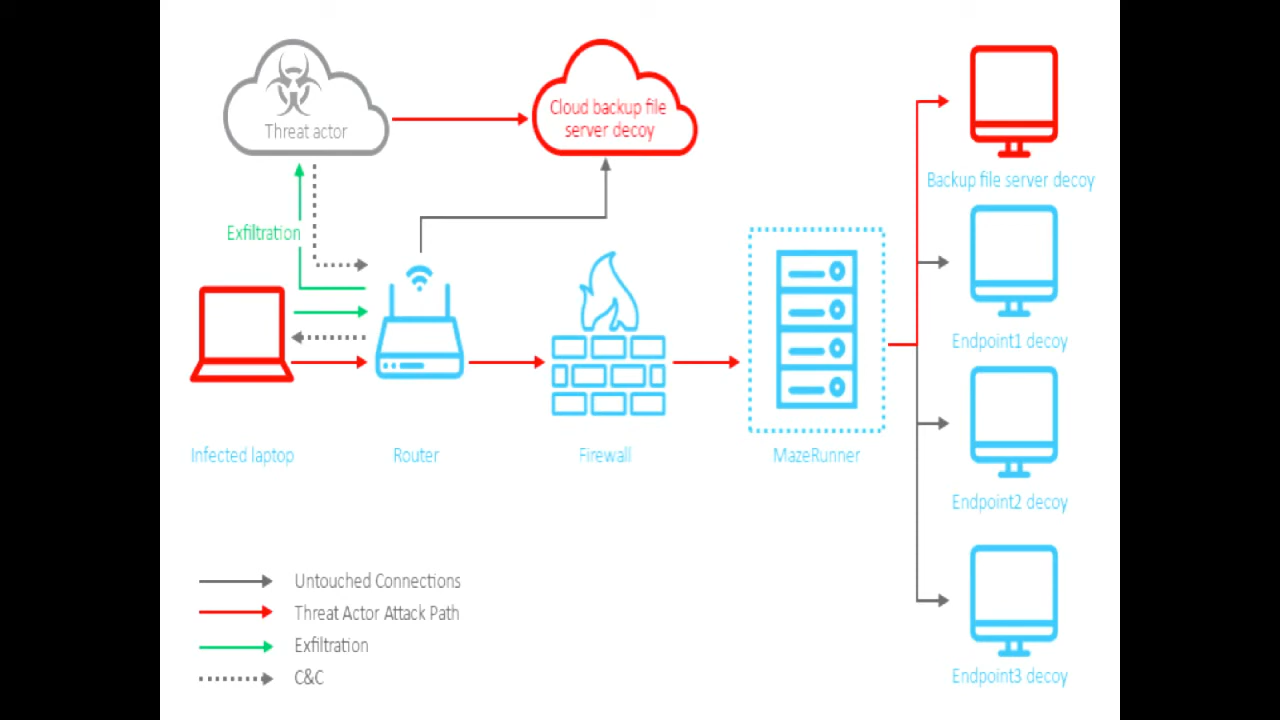 Threat actor
Cloud backup file
server decoy
Backup file server decoy
Exfiltration
Endpoint1 decoy
Infected laptop
Router
Firewall
MazeRunner
Endpoint2 decoy
Untouched Connections
Threat Actor Attack Path
Exfiltration
C&C
Endpoint3 decoy